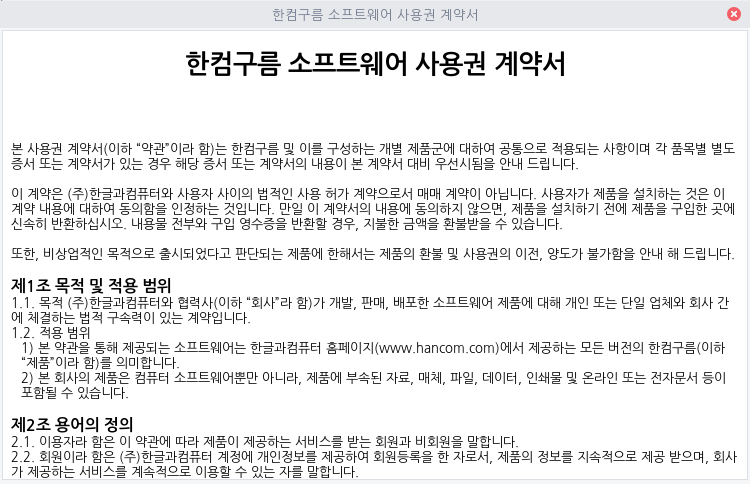 한컴구름 소프트웨어 사용권 계약서
한컴구름 소프트웨어 사용권 계약서
본 사용권 계약서(이하 “약관”이라 함)는 한컴구름 및 이를 구성하는 개별 제품군에 대하여 공통으로 적용되는 사항이며 각 품목별 별도
증서 또는 계약서가 있는 경우 해당 증서 또는 계약서의 내용이 본 계약서 대비 우선시됨을 안내 드립니다.
이 계약은 (주)한글과컴퓨터와 사용자 사이의 법적인 사용 허가 계약으로서 매매 계약이 아닙니다. 사용자가 제품을 설치하는 것은 이
계약 내용에 대하여 동의함을 인정하는 것입니다. 만일 이 계약서의 내용에 동의하지 않으면, 제품을 설치하기 전에 제품을 구입한 곳에
신속히 반환하십시오. 내용물 전부와 구입 영수증을 반환할 경우, 지불한 금액을 환불받을 수 있습니다.
또한, 비상업적인 목적으로 출시되었다고 판단되는 제품에 한해서는 제품의 환불 및 사용권의 이전, 양도가 불가함을 안내 해 드립니다.
제1조 목적 및 적용 범위
1.1. 목적 (주)한글과컴퓨터와 협력사(이하 “회사”라 함)가 개발, 판매, 배포한 소프트웨어 제품에 대해 개인 또는 단일 업체와 회사 간
에 체결하는 법적 구속력이 있는 계약입니다.
1.2. 적용 범위
1) 본 약관을 통해 제공되는 소프트웨어는 한글과컴퓨터 홈페이지(www.hancom.com)에서 제공하는 모든 버전의 한컴구름(이하
“제품”이라 함)를 의미합니다.
2) 본 회사의 제품은 컴퓨터 소프트웨어뿐만 아니라, 제품에 부속된 자료, 매체, 파일, 데이터, 인쇄물 및 온라인 또는 전자문서 등이
포함될 수 있습니다.
제2조 용어의 정의
2.1. 이용자라 함은 이 약관에 따라 제품이 제공하는 서비스를 받는 회원과 비회원을 말합니다.
2.2. 회원이라 함은 (주)한글과컴퓨터 계정에 개인정보를 제공하여 회원등록을 한 자로서, 제품의 정보를 지속적으로 제공 받으며, 회사
가 제공하는 서비스를 계속적으로 이용할 수 있는 자를 말합니다.